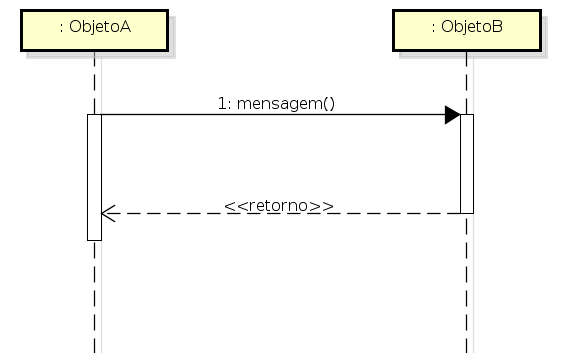 : ObjetoA
: ObjetoB
1: mensagem()
<<retorno>>